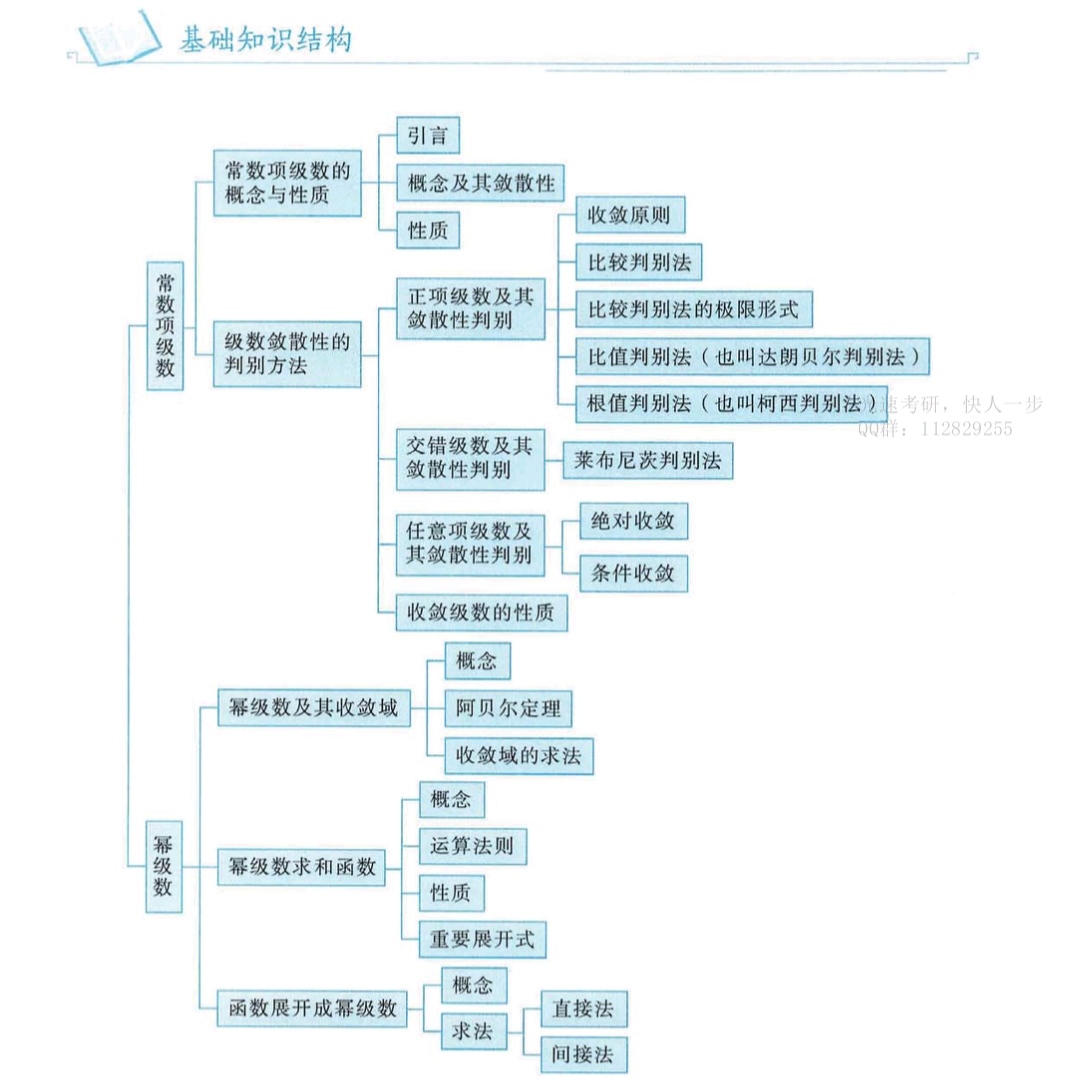 基础知识结构
引言
常数项级数的
概念与性质
概念及其敛散性
性质
收敛原则
比较判别法
常数项级数
正项级数及其
敛散性判别
比较判别法的极限形式
级数敛散性的
判别方法
比值判别法（也叫达朗贝尔判别法）
根值判别法（也叫柯西判别法）
速考研，快人一步
QQ群：112829255
交错级数及其
敛散性判别
莱布尼茨判别法
任意项级数及
其敛散性判别
绝对收敛
条件收敛
收敛级数的性质
概念
幂级数及其收敛域
阿贝尔定理
收敛域的求法
概念
幂级数
运算法则
幂级数求和函数
性质
重要展开式
概念
函数展开成幂级数
求法
直接法
间接法